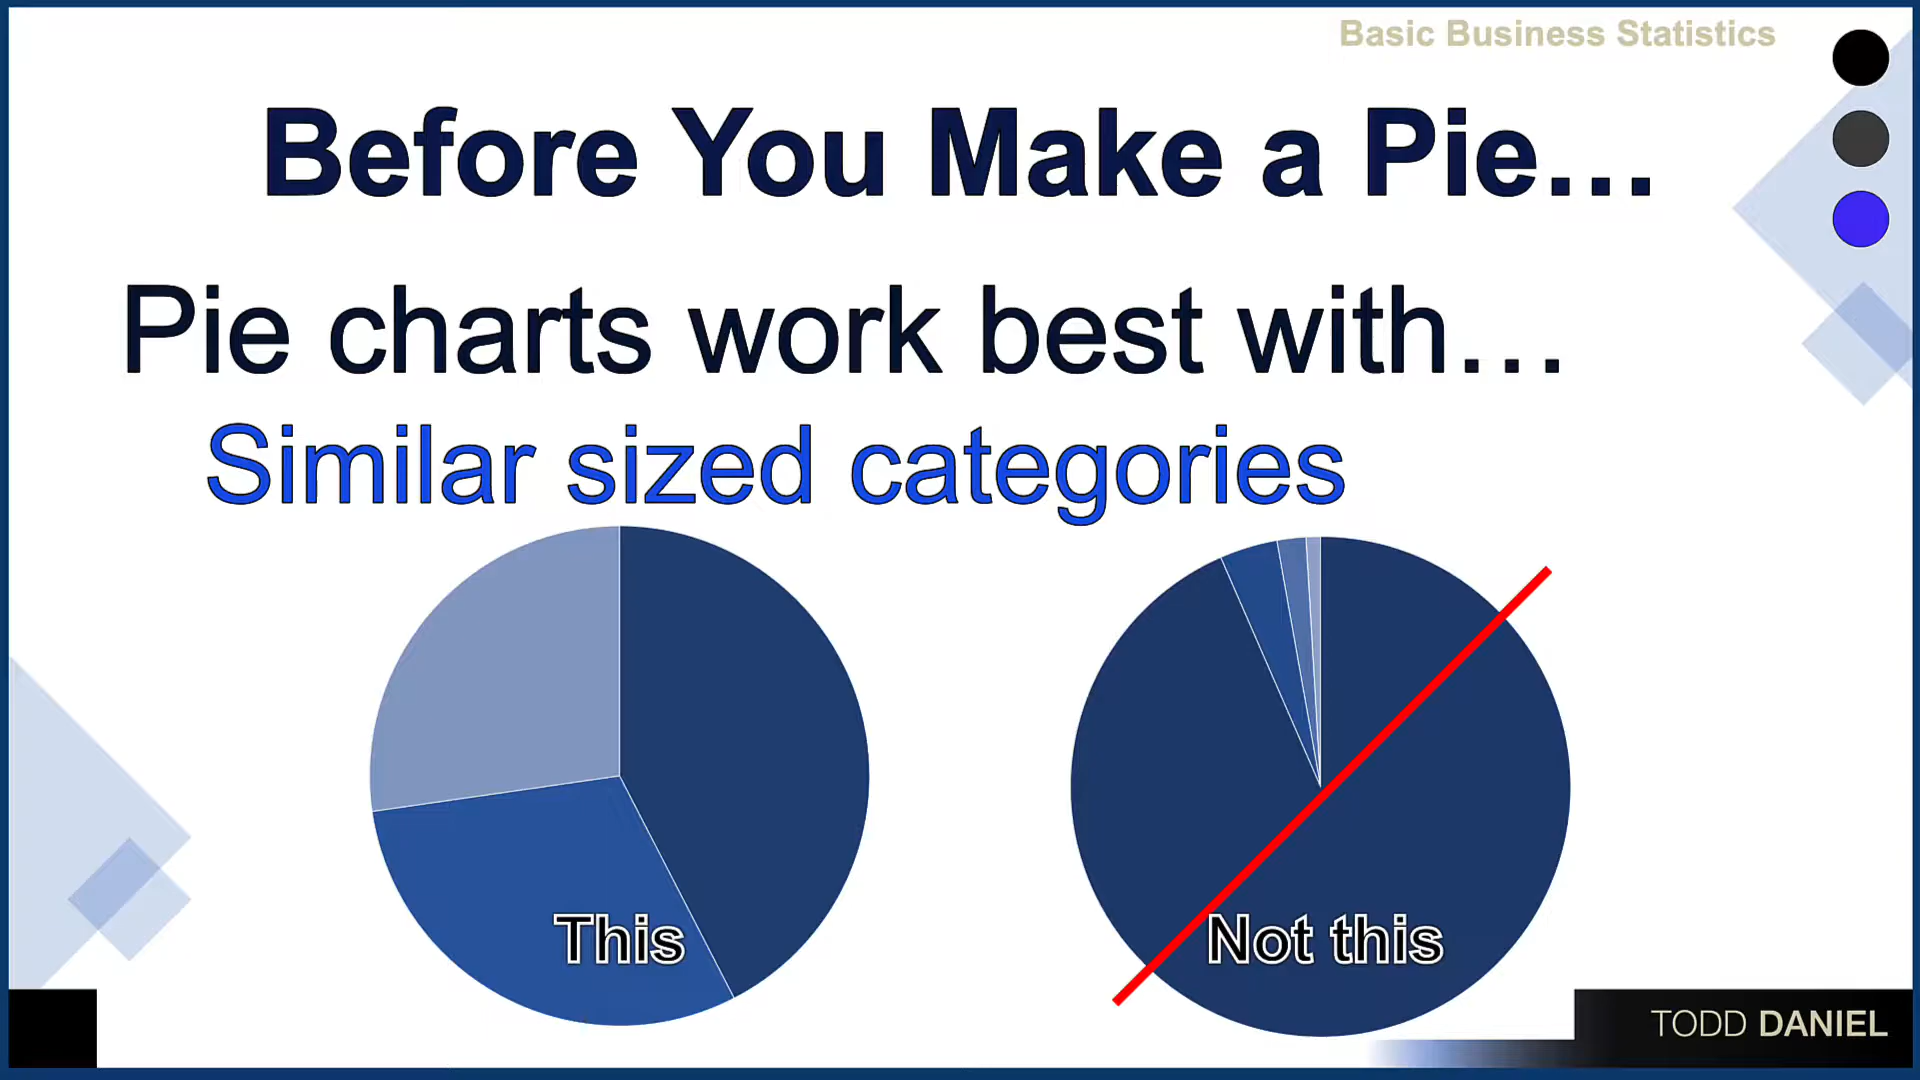 Basic Business Statistics
Before You Make a Pie...
Pie charts work best with...
Similar sized categories
This
Not this
TODD DANIEL